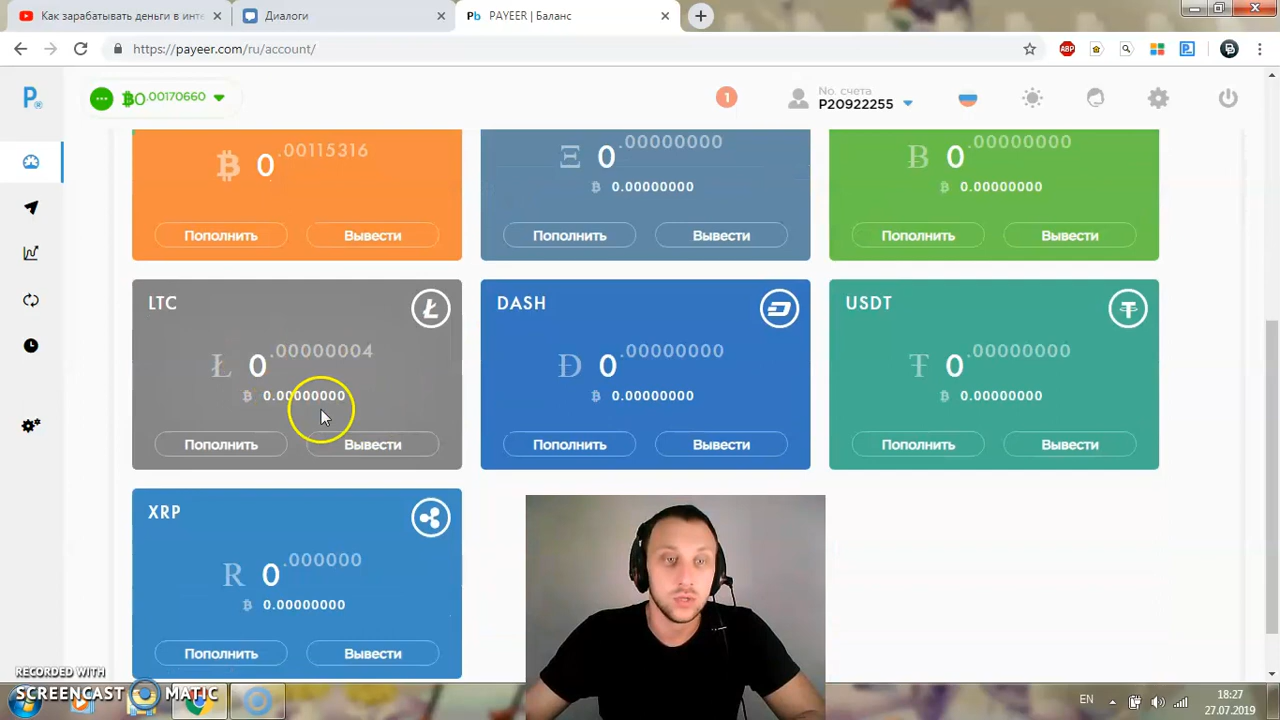 Как зарабатывать деньги в инте
Диалоги
Pb PAYEER | Баланс
https://payeer.com/ru/account/
ABP
₿0.00170660
1
No. счета
P20922255
₿ 0.00115316
Пополнить Вывести
Ξ 0.00000000
₿ 0.00000000
Пополнить Вывести
Ƀ 0.00000000
₿ 0.00000000
Пополнить Вывести
LTC
Ł 0.00000004
₿ 0.00000000
Пополнить Вывести
DASH
Đ 0.00000000
₿ 0.00000000
Пополнить Вывести
USDT
Ŧ 0.00000000
₿ 0.00000000
Пополнить Вывести
XRP
R 0.000000
₿ 0.00000000
Пополнить Вывести
RECORDED WITH
SCREENCAST MATIC
EN
18:27
27.07.2019